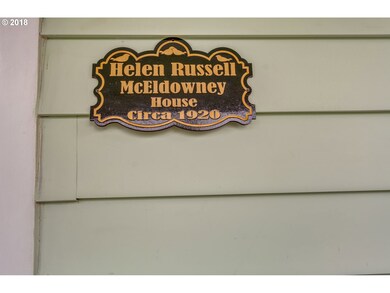 © 2018
Helen Russell
McEldowney
House
Circa 1920